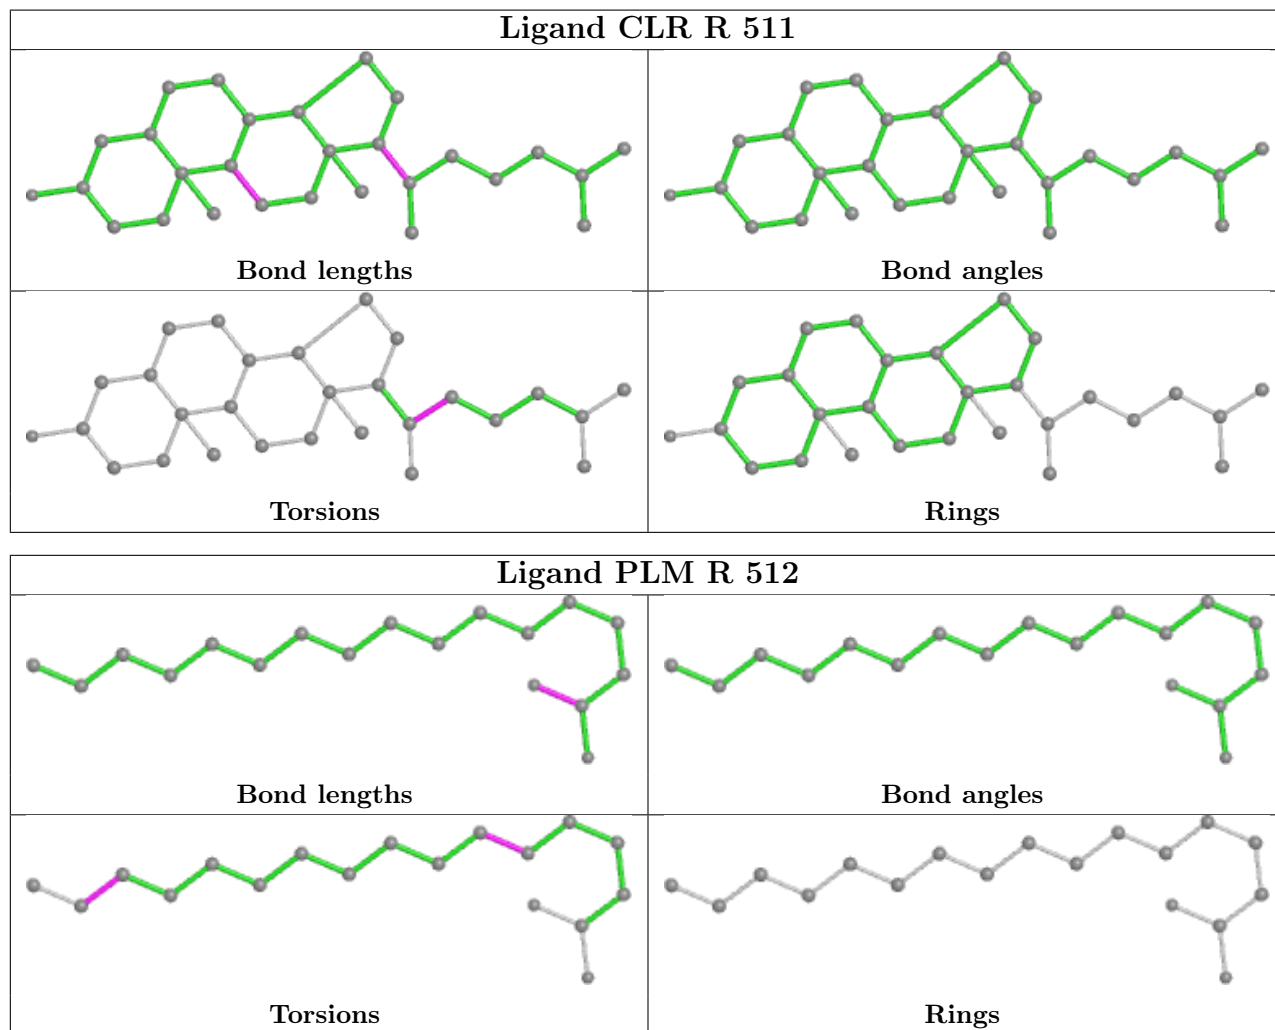 Ligand CLR R 511
Bond lengths
Bond angles
Torsions
Rings
Ligand PLM R 512
Bond lengths
Bond angles
Torsions
Rings